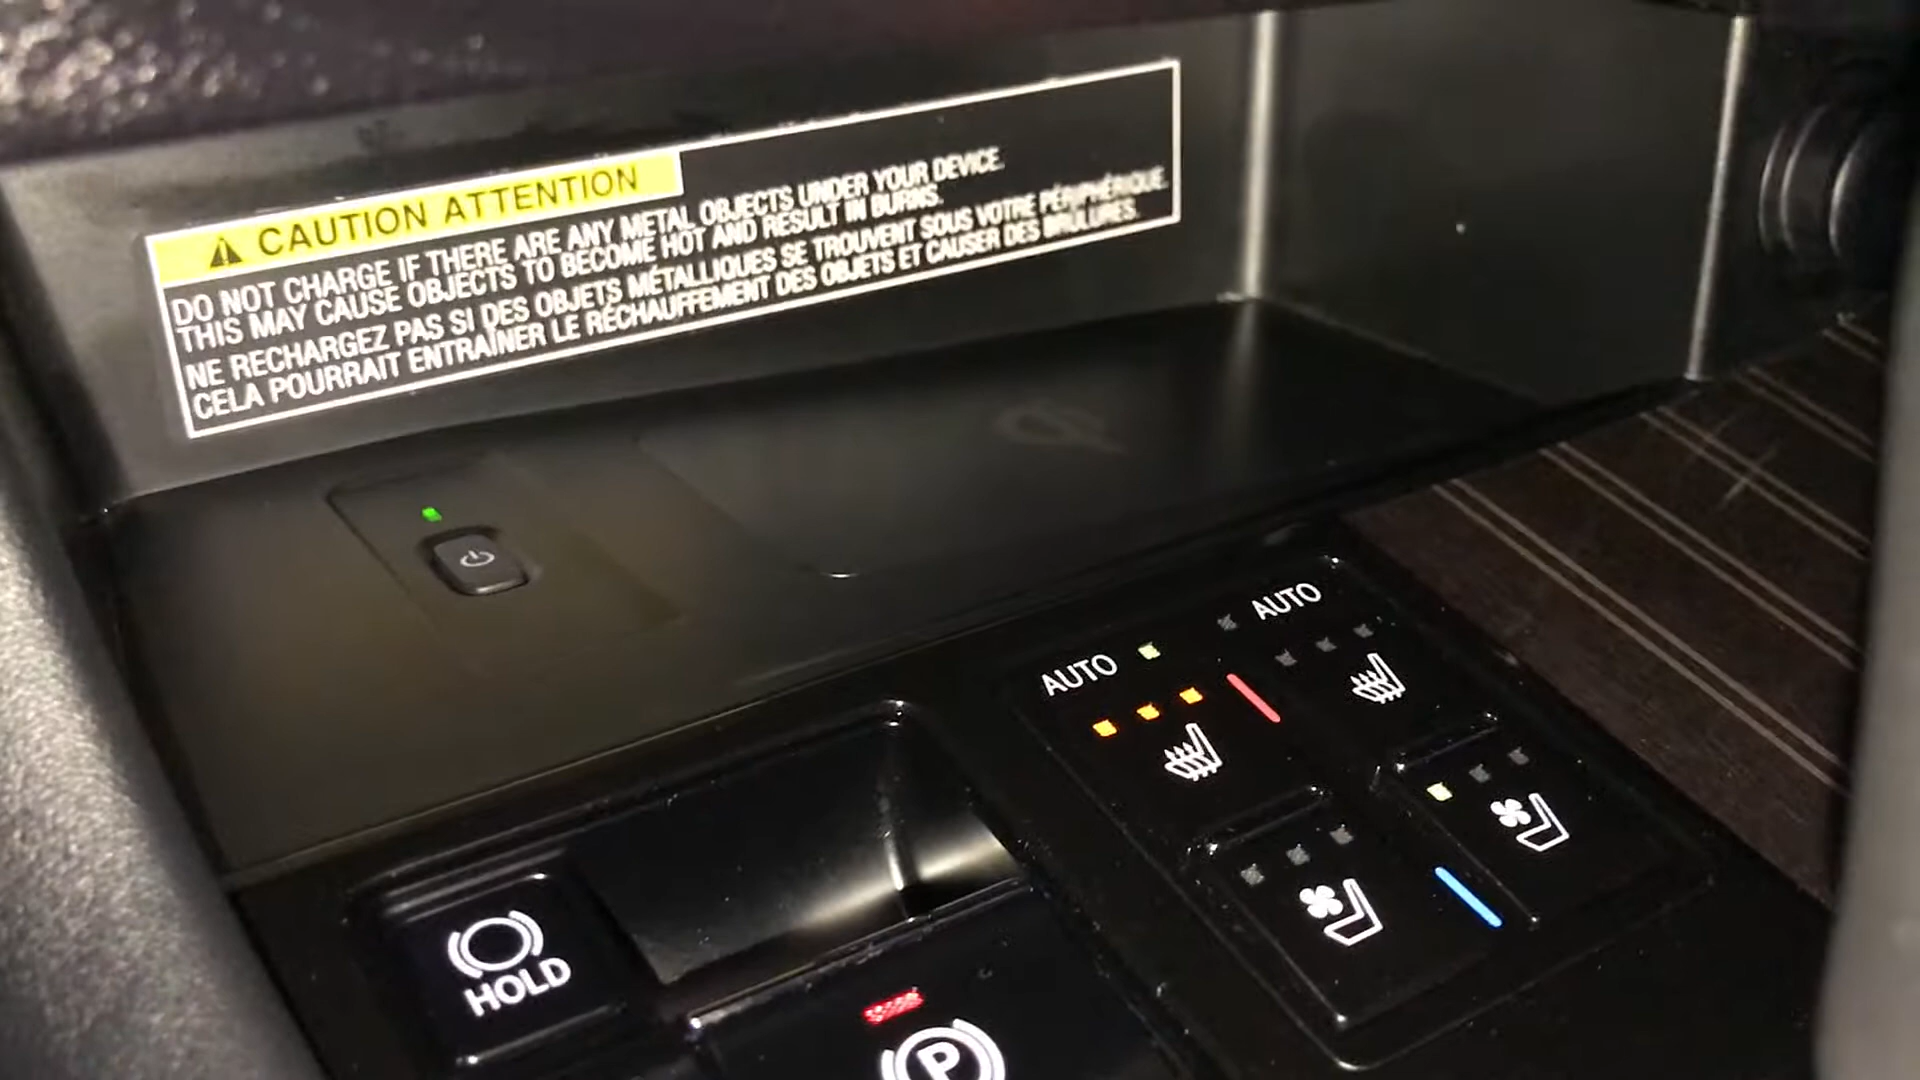 CAUTION ATTENTION
DO NOT CHARGE IF THERE ARE ANY METAL OBJECTS UNDER YOUR DEVICE.
THIS MAY CAUSE OBJECTS TO BECOME HOT AND RESULT IN BURNS.
NE RECHARGEZ PAS SI DES OBJETS MÉTALLIQUES SE TROUVENT SOUS VOTRE PÉRIPHÉRIQUE.
CELA POURRAIT ENTRAÎNER LE RÉCHAUFFEMENT DES OBJETS ET CAUSER DES BRULURES.
AUTO
AUTO
HOLD
P